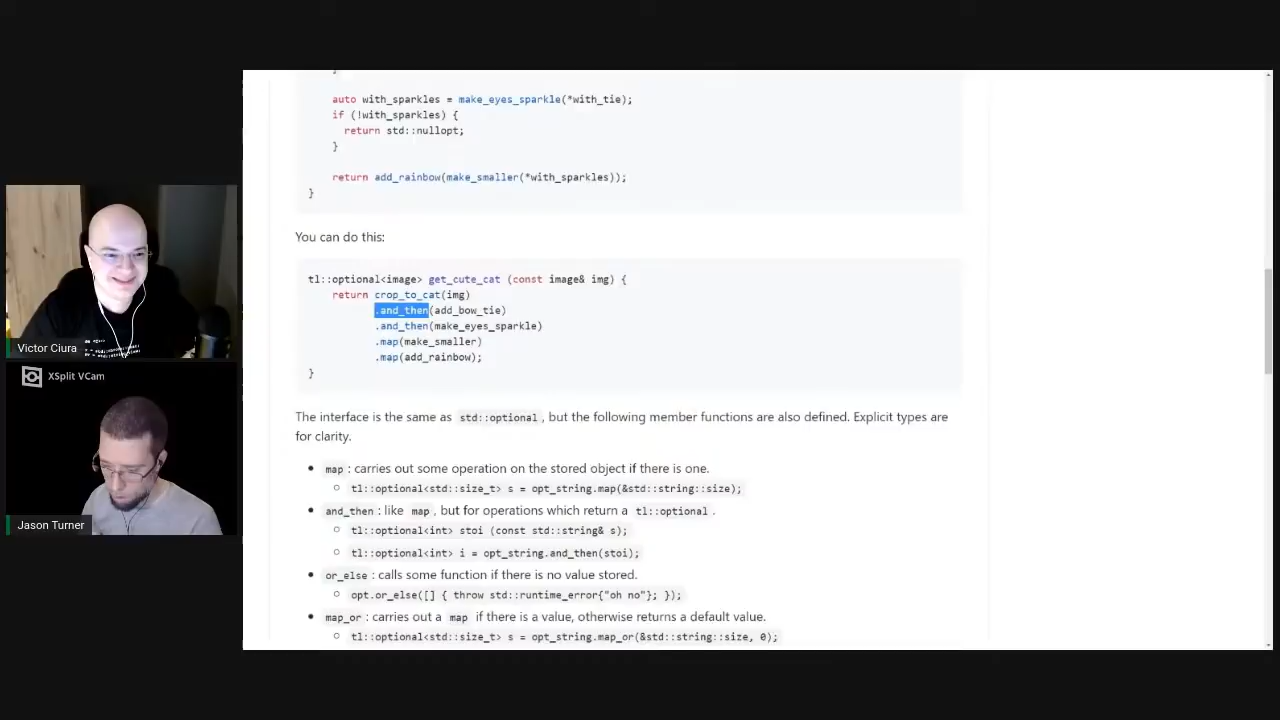 }
auto with_sparkles = make_eyes_sparkle(*with_tie);
if (!with_sparkles) {
return std::nullopt;
}
return add_rainbow(make_smaller(*with_sparkles));
}
You can do this:
tl::optional<image> get_cute_cat (const image& img) {
return crop_to_cat(img)
.and_then(add_bow_tie)
.and_then(make_eyes_sparkle)
.map(make_smaller)
.map(add_rainbow);
}
The interface is the same as std::optional, but the following member functions are also defined. Explicit types are
for clarity.
• map : carries out some operation on the stored object if there is one.
○ tl::optional<std::size_t> s = opt_string.map(&std::string::size);
• and_then : like map, but for operations which return a tl::optional.
○ tl::optional<int> stoi (const std::string& s);
○ tl::optional<int> i = opt_string.and_then(stoi);
• or_else : calls some function if there is no value stored.
○ opt.or_else([] { throw std::runtime_error{"oh no"}; });
• map_or : carries out a map if there is a value, otherwise returns a default value.
○ tl::optional<std::size_t> s = opt_string.map_or(&std::string::size, 0);
Victor Ciura
XSplit VCam
Jason Turner